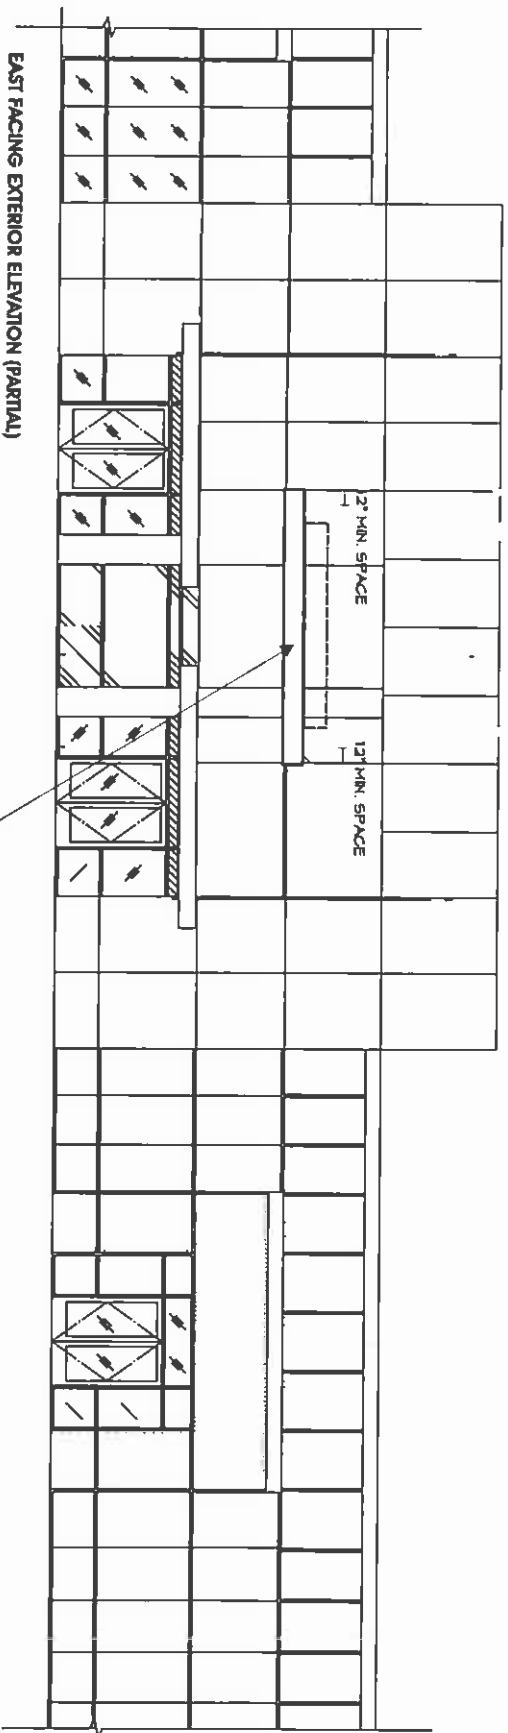 2" MIN. SPACE
12" MIN. SPACE
EAST FACING EXTERIOR ELEVATION (PARTIAL)